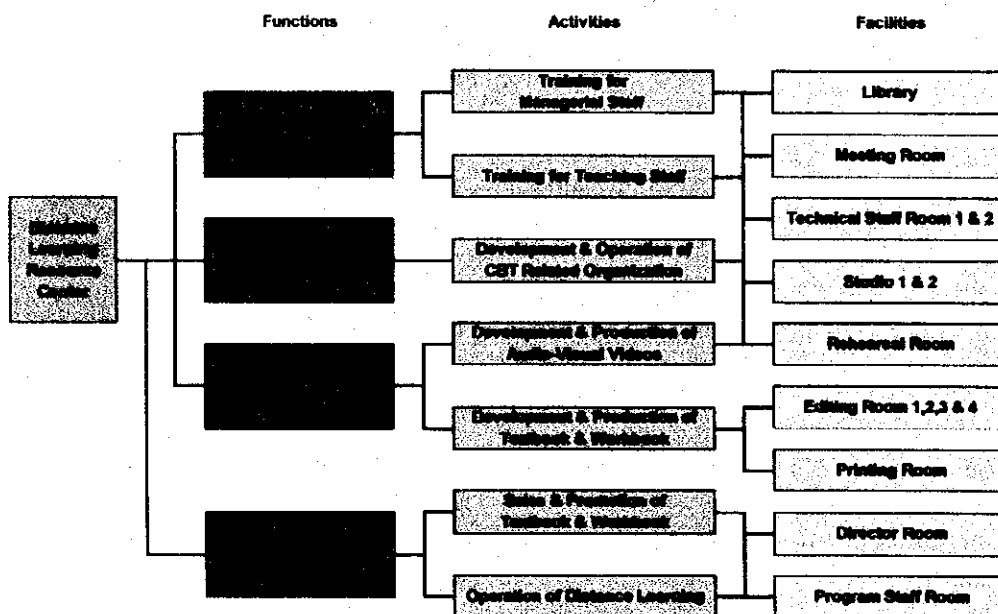 Functions
Activities
Facilities
Distance
Learning
Resource
Center
Training for
Managerial Staff
Training for Teaching Staff
Development & Operation of
CBT Related Organization
Development & Production of
Audio-Visual Videos
Development & Production of
Textbook & Workbook
Sales & Promotion of
Textbook & Workbook
Operation of Distance Learning
Library
Meeting Room
Technical Staff Room 1 & 2
Studio 1 & 2
Rehearsal Room
Editing Room 1,2,3 & 4
Printing Room
Director Room
Program Staff Room